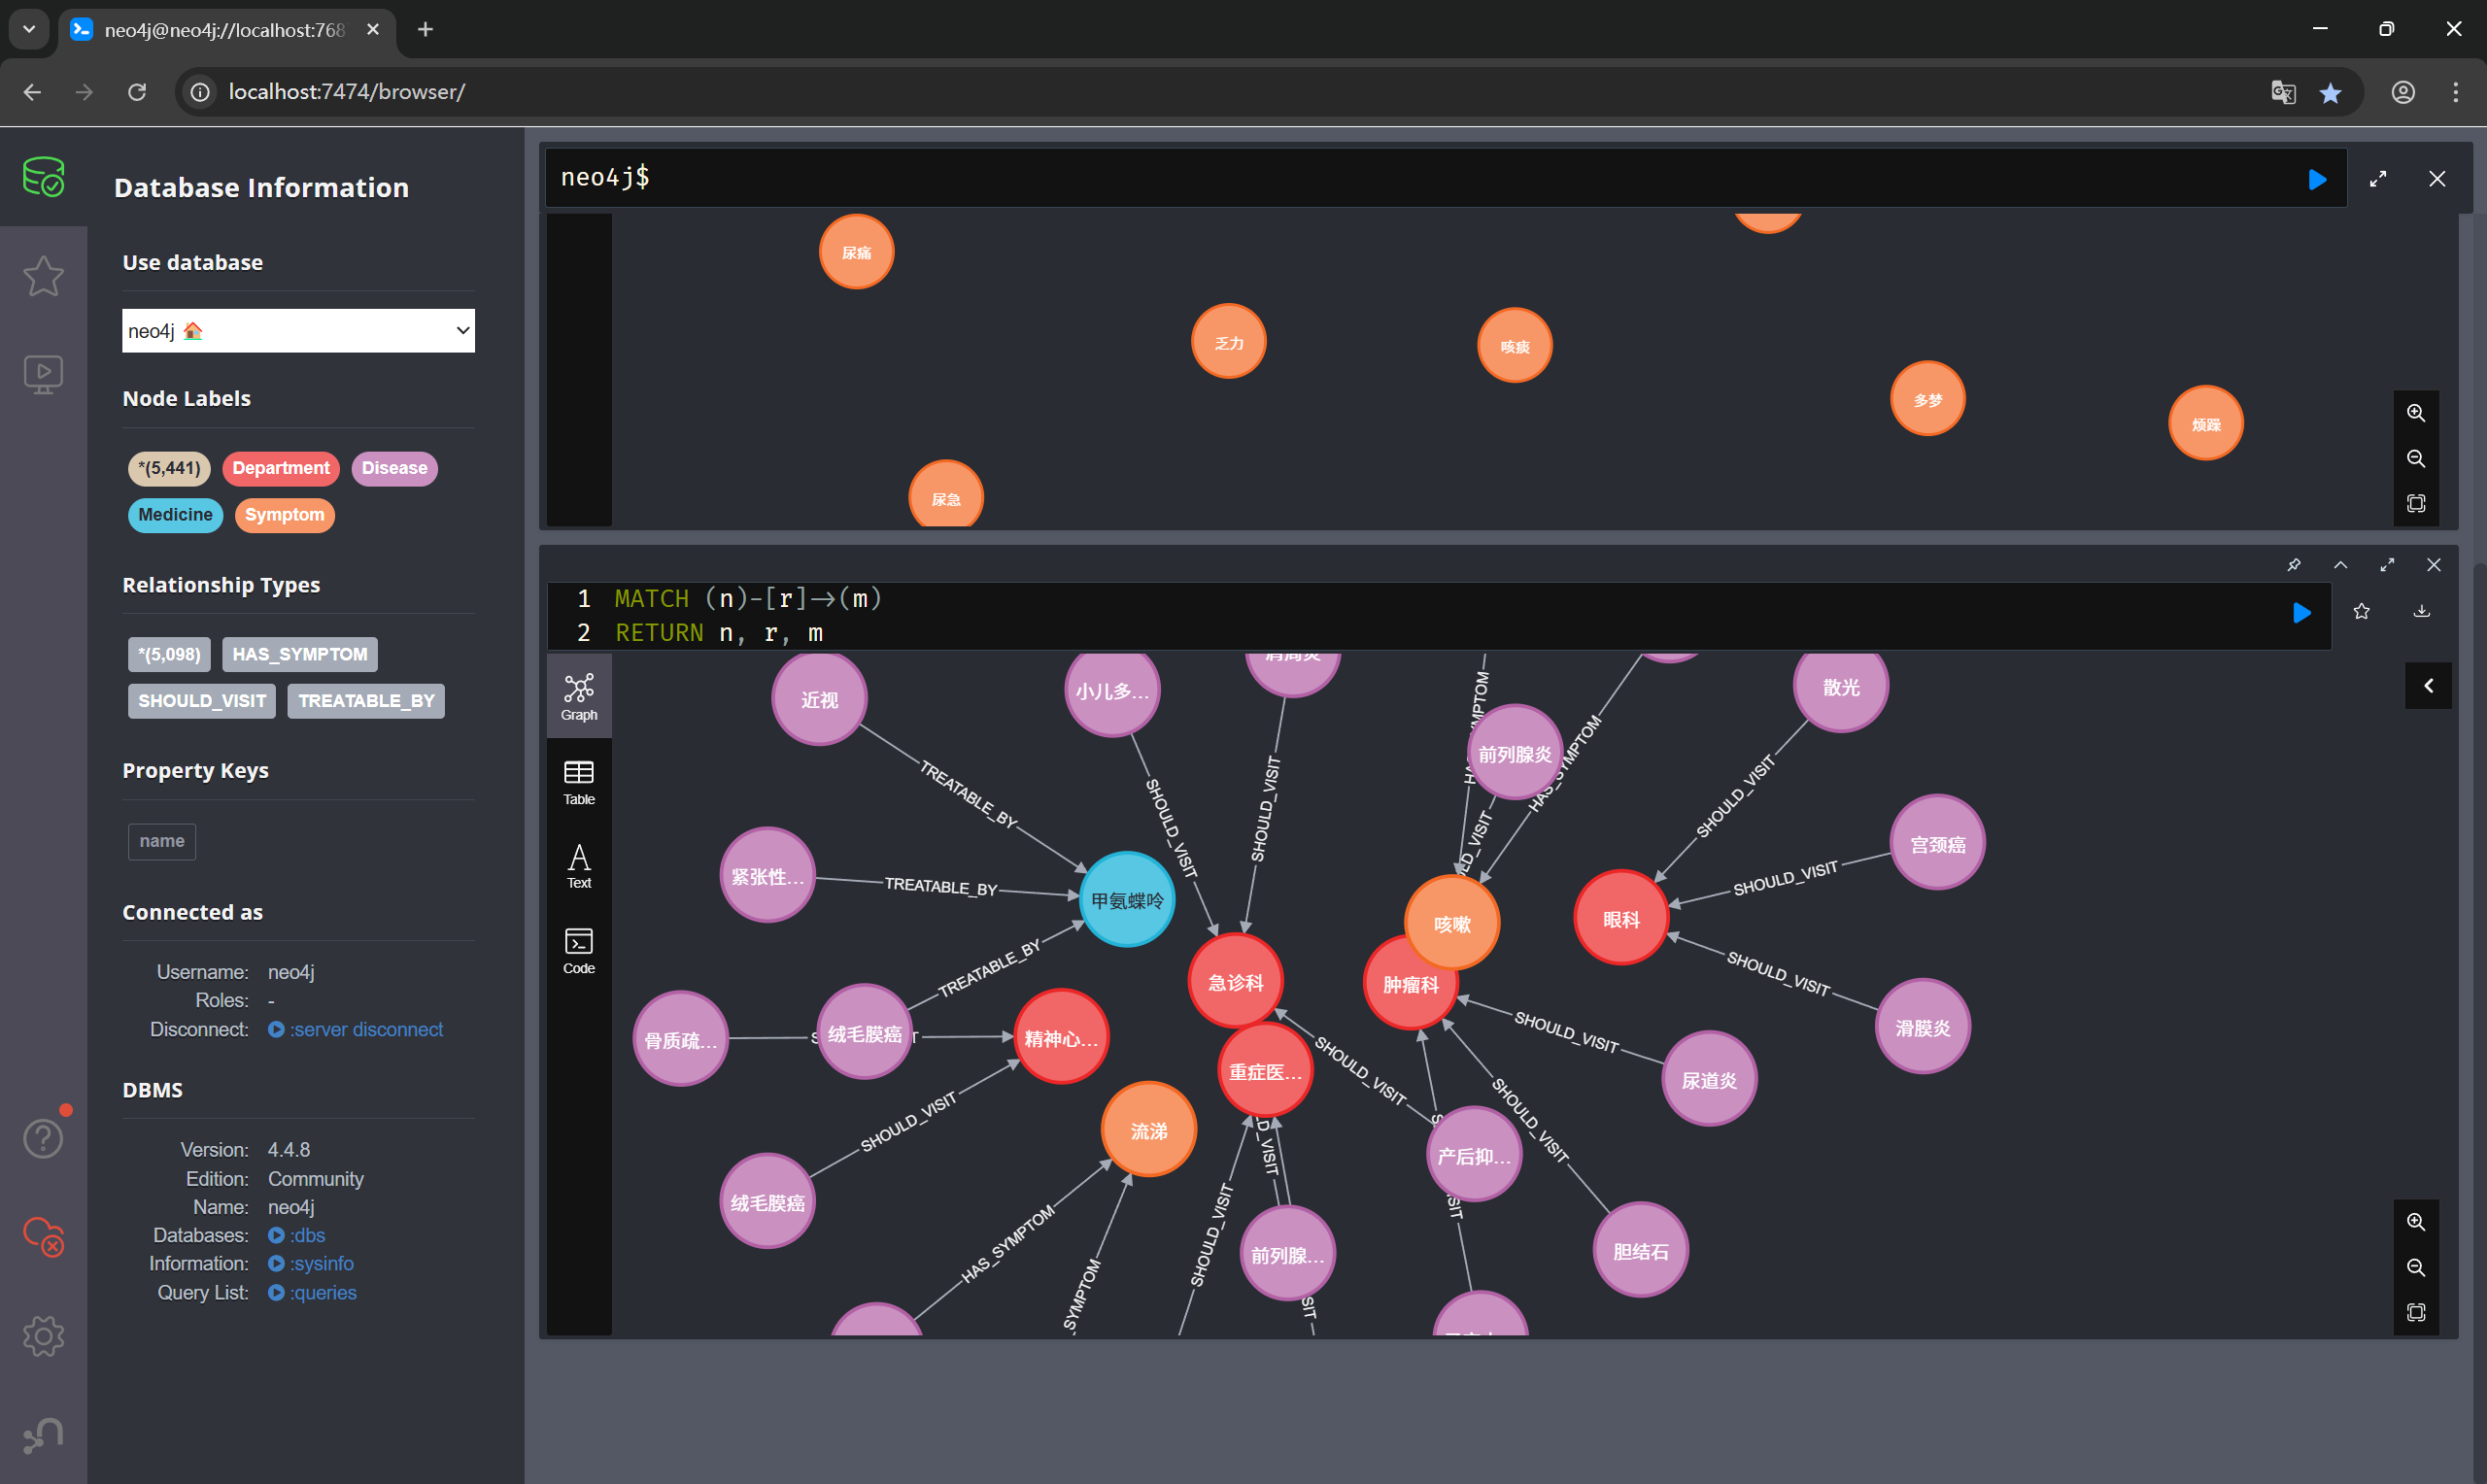 neo4j@neo4j://localhost:768
localhost:7474/browser/
Database Information
Use database
neo4j
Node Labels
*(5,441) Department Disease
Medicine Symptom
Relationship Types
*(5,098) HAS_SYMPTOM
SHOULD_VISIT TREATABLE_BY
Property Keys
name
Connected as
Username: neo4j
Roles: -
Disconnect: :server disconnect
DBMS
Version: 4.4.8
Edition: Community
Name: neo4j
Databases: :dbs
Information: :sysinfo
Query List: :queries
neo4j$
尿痛
乏力
咳痰
多梦
烦躁
尿急
1 MATCH (n)-[r]→(m)
2 RETURN n, r, m
Graph
Table
Text
Code
近视
小儿多...
散光
前列腺炎
TREATABLE_BY
SHOULD_VISIT
SHOULD_VISIT
HAS_SYMPTOM
SHOULD_VISIT
宫颈癌
紧张性...
TREATABLE_BY
甲氨蝶呤
SHOULD_VISIT
咳嗽
眼科
TREATABLE_BY
急诊科
肿瘤科
SHOULD_VISIT
骨质疏...
绒毛膜癌
精神心...
SHOULD_VISIT
滑膜炎
重症医...
SHOULD_VISIT
尿道炎
SHOULD_VISIT
流涕
SHOULD_VISIT
产后抑...
绒毛膜癌
HAS_SYMPTOM
SHOULD_VISIT
前列腺...
胆结石
_SYMPTOM